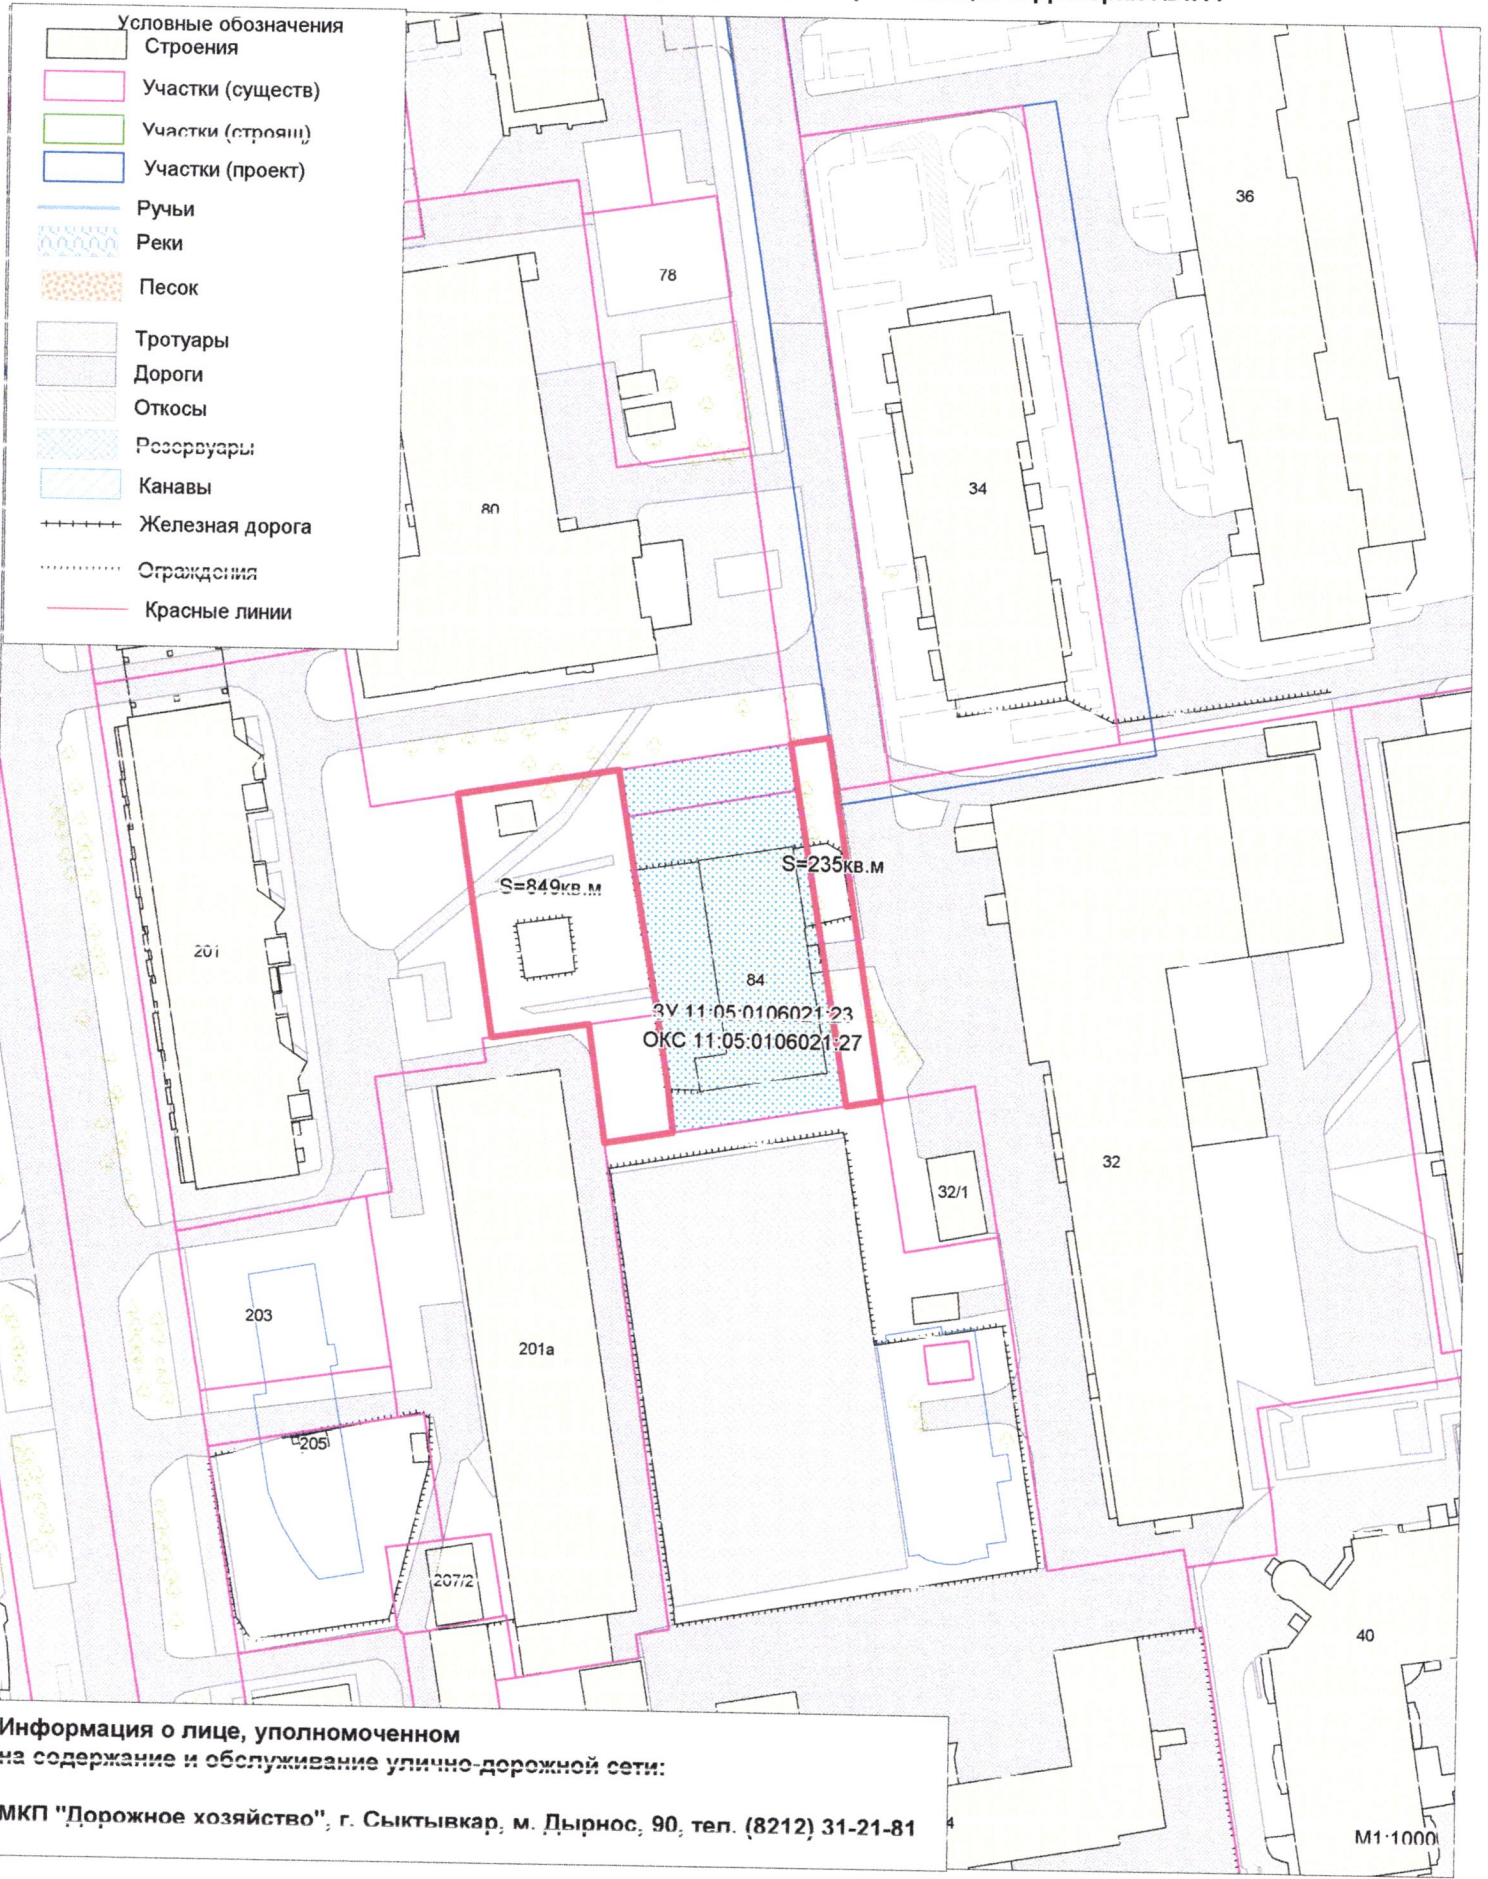 Условные обозначения
Строения
Участки (существ)
Участки (строящ)
Участки (проект)
Ручьи
Реки
Песок
Тротуары
Дороги
Откосы
Резервуары
Канавы
Железная дорога
Ограждения
Красные линии
36
78
34
80
S=849кв.м
S=235кв.м
201
84
ЗУ 11:05:0106021:23
ОКС 11:05:0106021:27
32
32/1
203
201а
205
207/2
40
Информация о лице, уполномоченном
на содержание и обслуживание улично-дорожной сети:
МКП "Дорожное хозяйство", г. Сыктывкар, м. Дырнос, 90, тел. (8212) 31-21-81
4
М1:1000